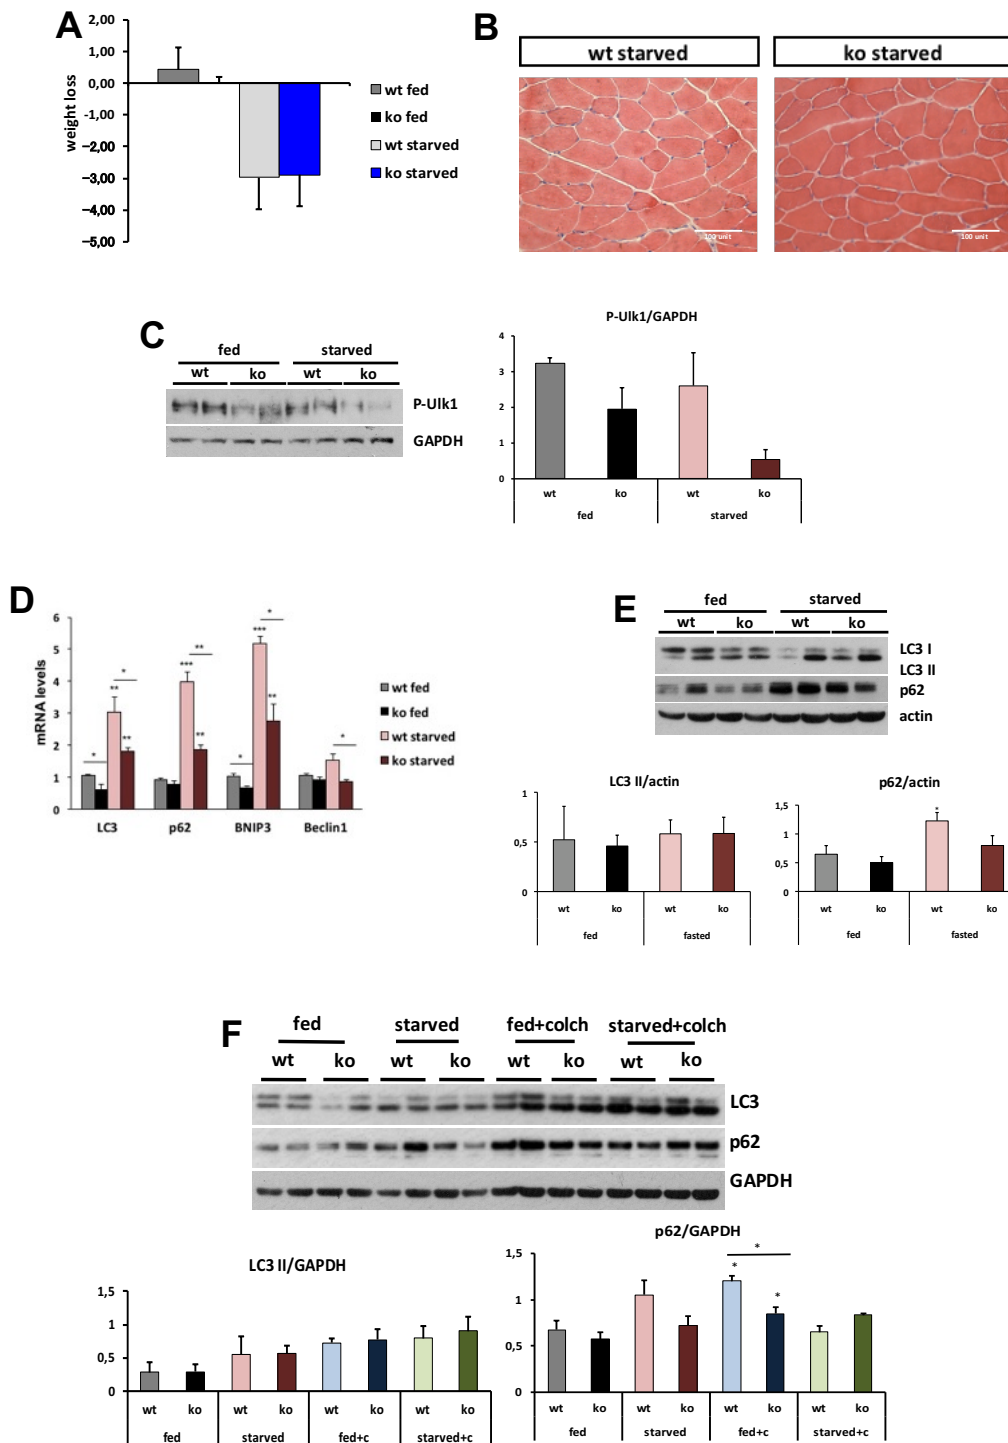 A
2,00
1,00
0,00
-1,00
-2,00
-3,00
-4,00
-5,00
weight loss
wt fed
ko fed
wt starved
ko starved
B
wt starved
ko starved
100 unit
100 unit
C
fed
starved
wt
ko
wt
ko
P-Ulk1
GAPDH
P-Ulk1/GAPDH
4
3
2
1
0
wt
ko
wt
ko
fed
starved
D
mRNA levels
6
5
4
3
2
1
0
*
**
*
**
***
**
**
*
***
*
**
*
LC3
p62
BNIP3
Beclin1
wt fed
ko fed
wt starved
ko starved
E
fed
starved
wt
ko
wt
ko
LC3 I
LC3 II
p62
actin
LC3 II/actin
1
0,5
0
wt
ko
wt
ko
fed
fasted
p62/actin
1,5
1
0,5
0
*
wt
ko
wt
ko
fed
fasted
F
fed
starved
fed+colch
starved+colch
wt
ko
wt
ko
wt
ko
wt
ko
LC3
p62
GAPDH
LC3 II/GAPDH
1,5
1
0,5
0
wt
ko
wt
ko
wt
ko
wt
ko
fed
starved
fed+c
starved+c
p62/GAPDH
1,5
1
0,5
0
*
*
*
wt
ko
wt
ko
wt
ko
wt
ko
fed
starved
fed+c
starved+c